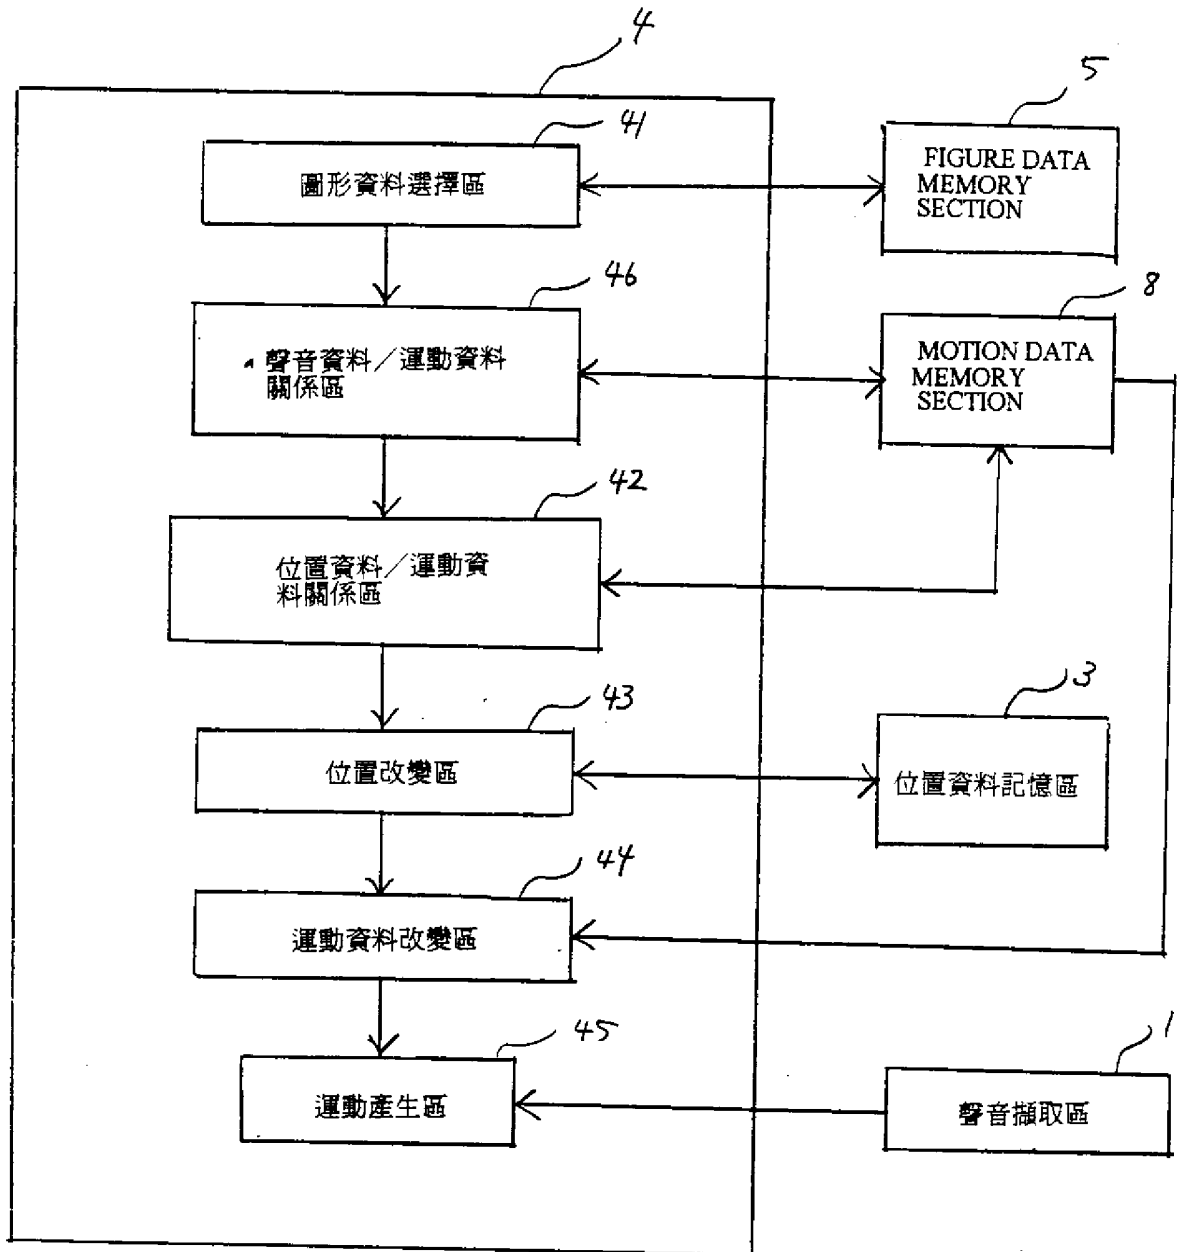 4
5
41
圖形資料選擇區
FIGURE DATA
MEMORY
SECTION
46
8
聲音資料／運動資料
關係區
MOTION DATA
MEMORY
SECTION
42
位置資料／運動資
料關係區
43
3
位置改變區
位置資料記憶區
44
運動資料改變區
45
1
運動產生區
聲音擷取區